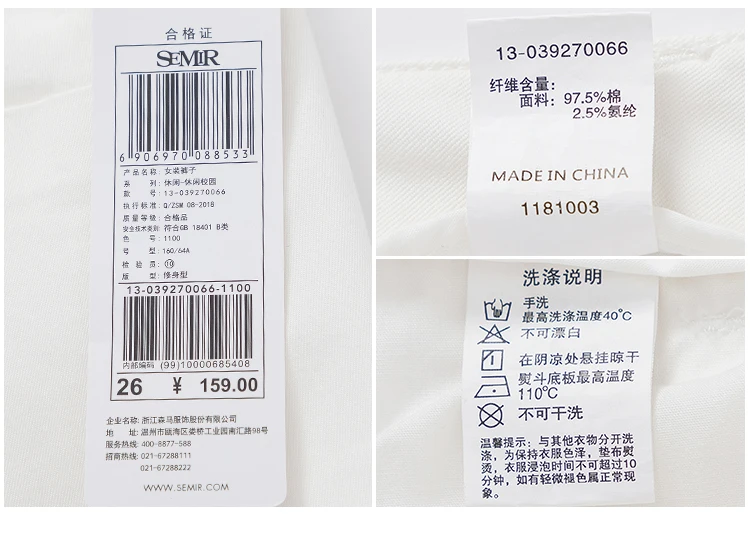 合格证
SEMIR
6 906970 088533
产品名称: 女装裤子
系 列: 休闲-休闲校园
款 号: 13-039270066
执行标准: Q/ZSM 08-2018
质量等级: 合格品
安全技术类别: 符合GB 18401 B类
色 号: 1100
号 型: 160/64A
检 验 员: ⑩
版 型: 修身型
13-039270066-1100
内部编码 (99)10000685408
26 ¥ 159.00
企业名称: 浙江森马服饰股份有限公司
地 址: 温州市瓯海区娄桥工业园南汇路98号
服务热线: 400-8877-588
招商热线: 021-67288111
021-67288222
WWW.SEMIR.COM
13-039270066
纤维含量:
面料: 97.5%棉
2.5%氨纶
MADE IN CHINA
1181003
洗涤说明
手洗
最高洗涤温度40℃
不可漂白
在阴凉处悬挂晾干
熨斗底板最高温度
110℃
不可干洗
温馨提示: 与其他衣物分开洗
涤, 为保持衣服色泽, 垫布熨
烫, 衣服浸泡时间不可超过10
分钟, 如有轻微褪色属正常现
象。